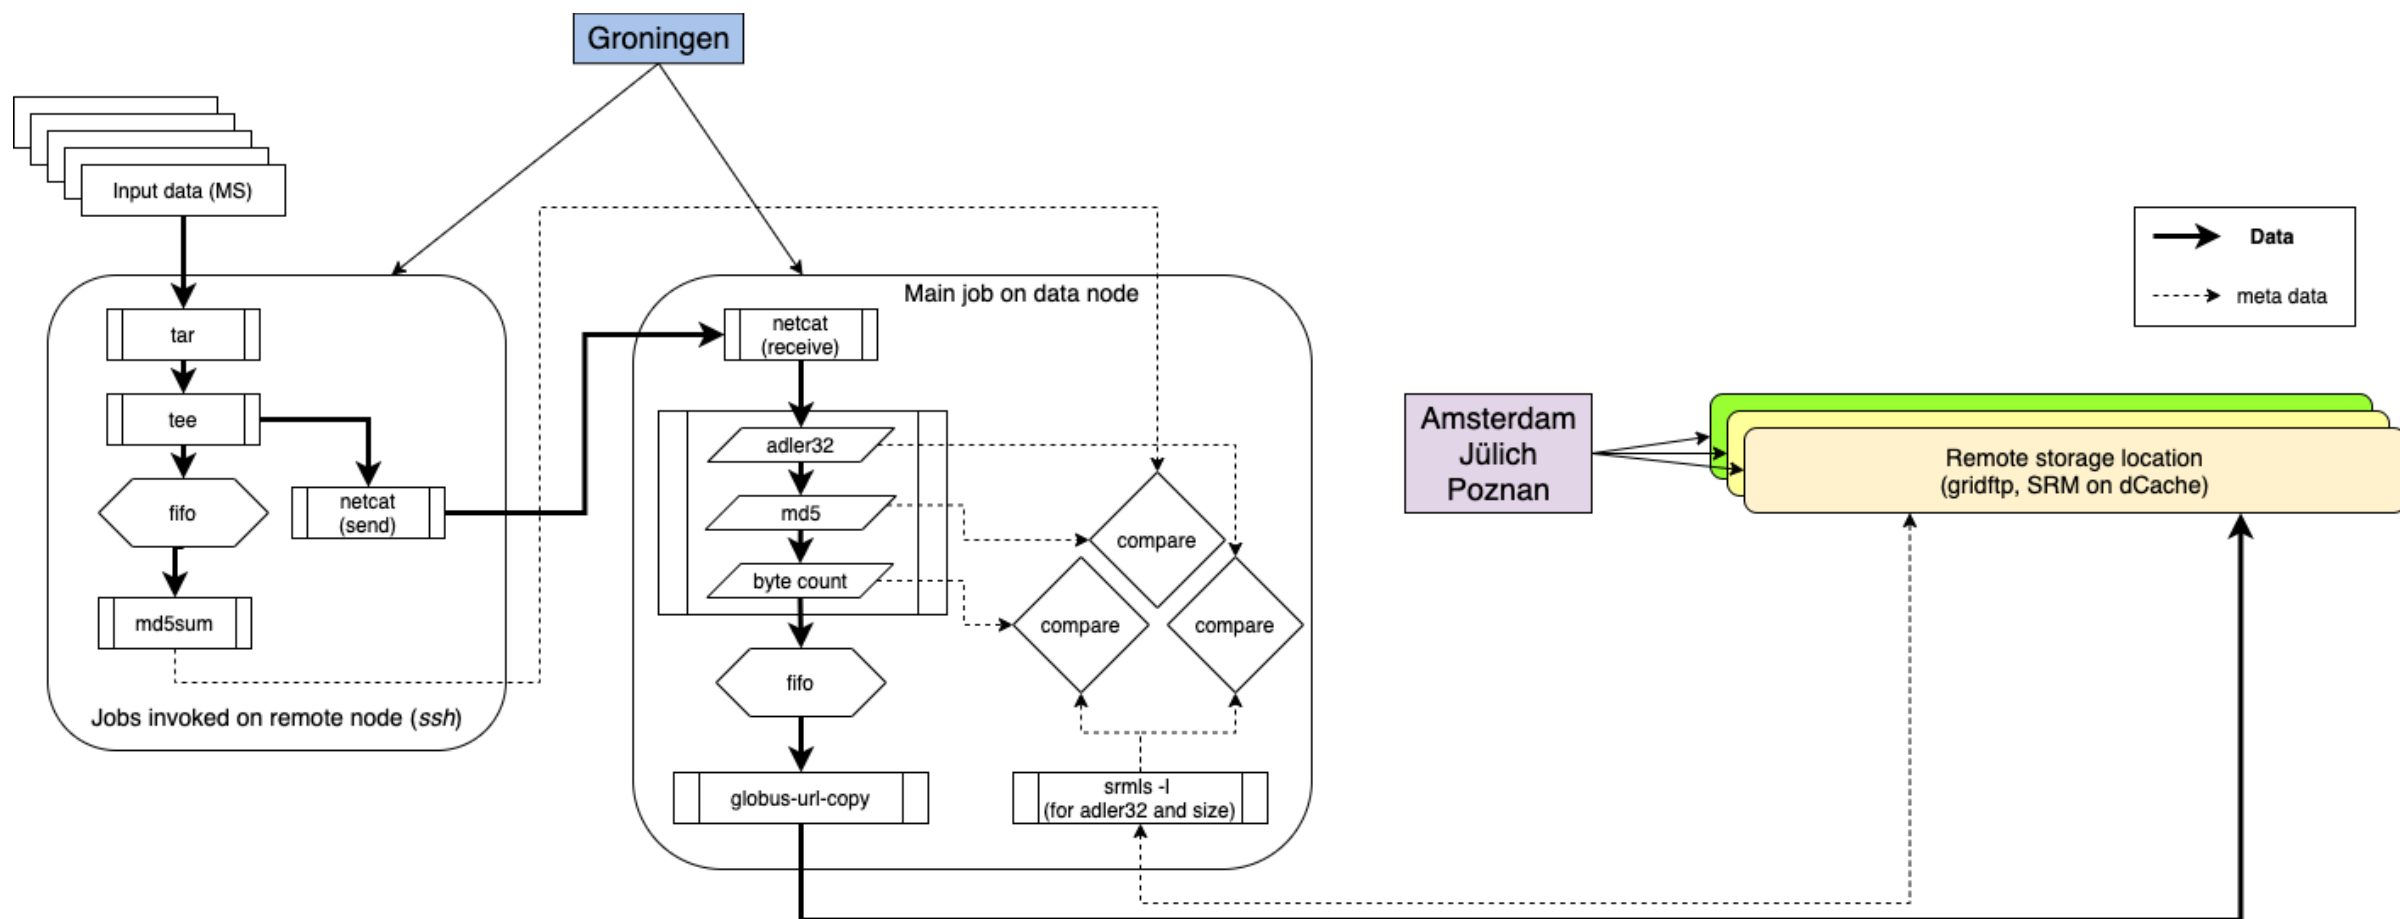 Groningen
Input data (MS)
tar
tee
fifo
netcat
(send)
md5sum
Jobs invoked on remote node (ssh)
Main job on data node
netcat
(receive)
adler32
md5
byte count
fifo
globus-url-copy
compare
compare
compare
srmls -l
(for adler32 and size)
Data
meta data
Amsterdam
Jülich
Poznan
Remote storage location
(gridftp, SRM on dCache)